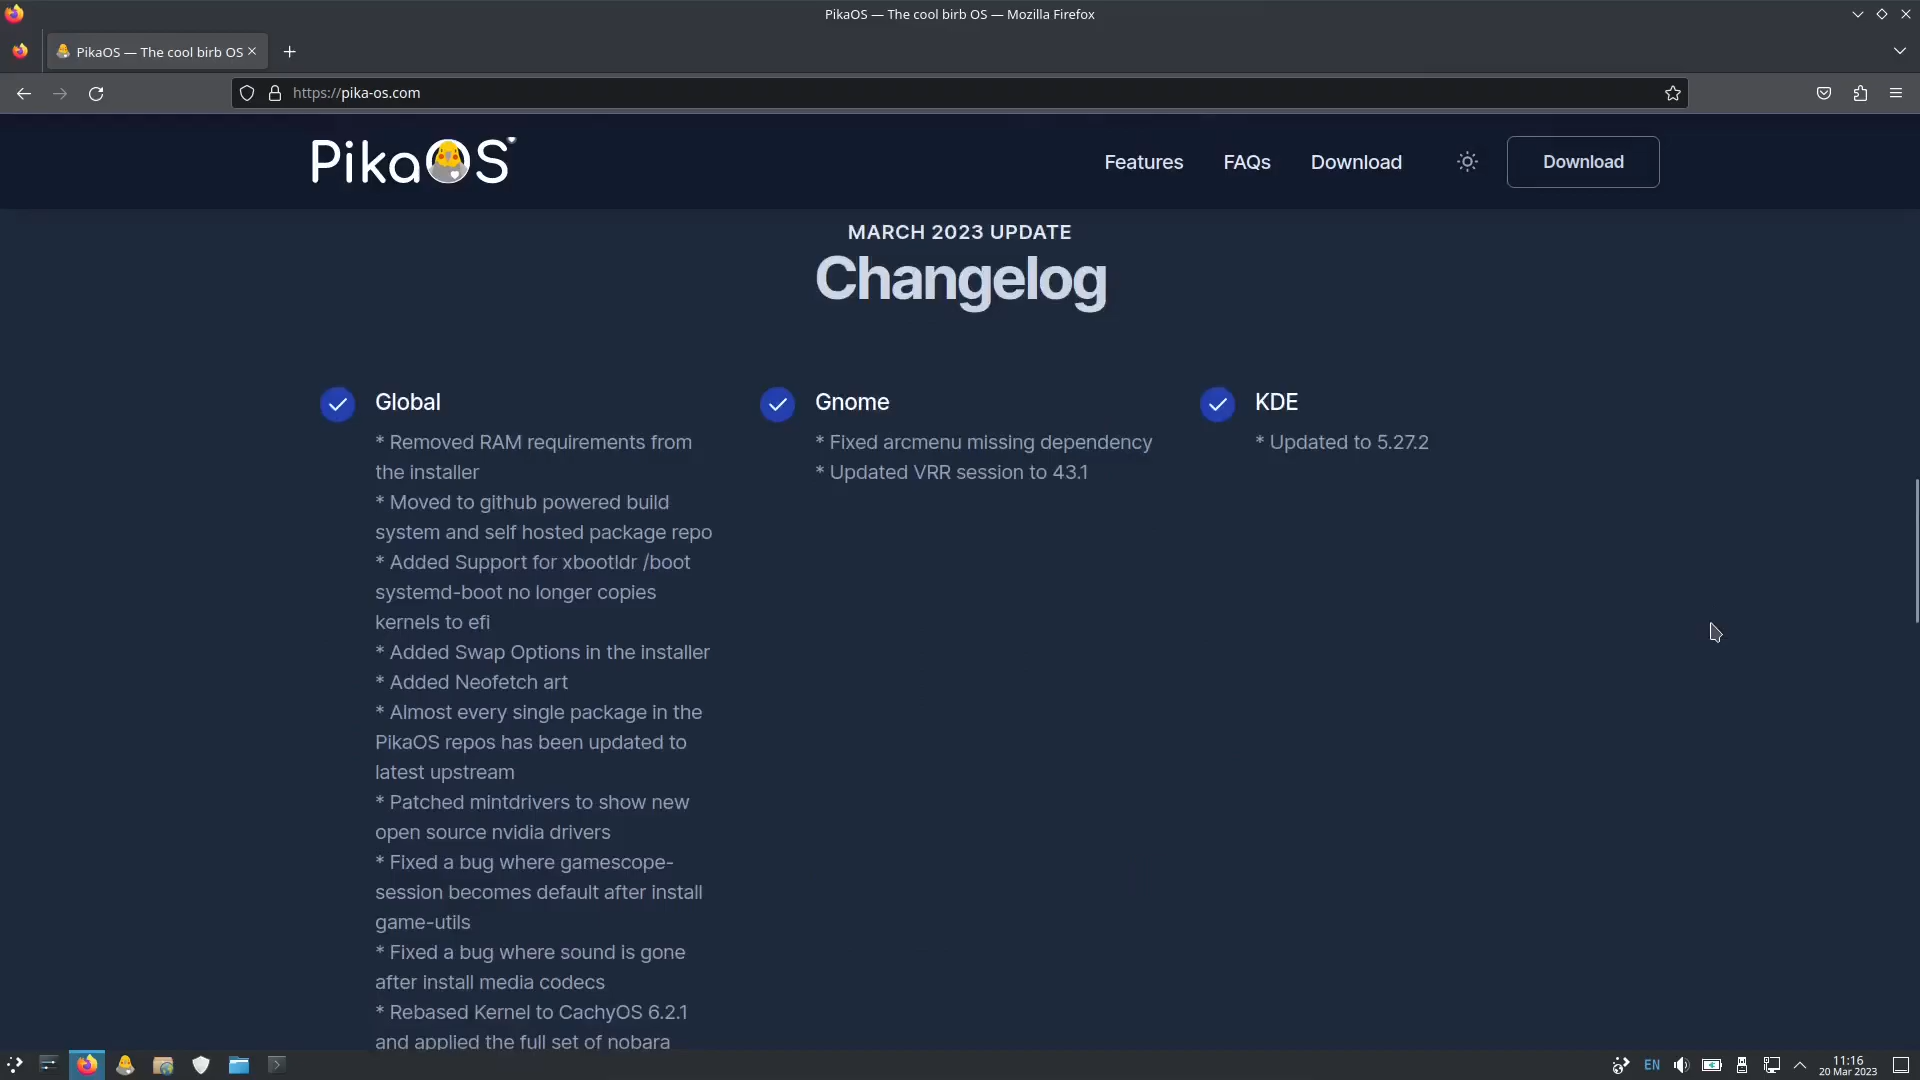 PikaOS — The cool birb OS — Mozilla Firefox
PikaOS — The cool birb OS
https://pika-os.com
PikaOS
Features
FAQs
Download
Download
MARCH 2023 UPDATE
Changelog
Global
* Removed RAM requirements from
the installer
* Moved to github powered build
system and self hosted package repo
* Added Support for xbootldr /boot
systemd-boot no longer copies
kernels to efi
* Added Swap Options in the installer
* Added Neofetch art
* Almost every single package in the
PikaOS repos has been updated to
latest upstream
* Patched mintdrivers to show new
open source nvidia drivers
* Fixed a bug where gamescope-
session becomes default after install
game-utils
* Fixed a bug where sound is gone
after install media codecs
* Rebased Kernel to CachyOS 6.2.1
and applied the full set of nobara
Gnome
* Fixed arcmenu missing dependency
* Updated VRR session to 43.1
KDE
* Updated to 5.27.2
EN
11:16
20 Mar 2023